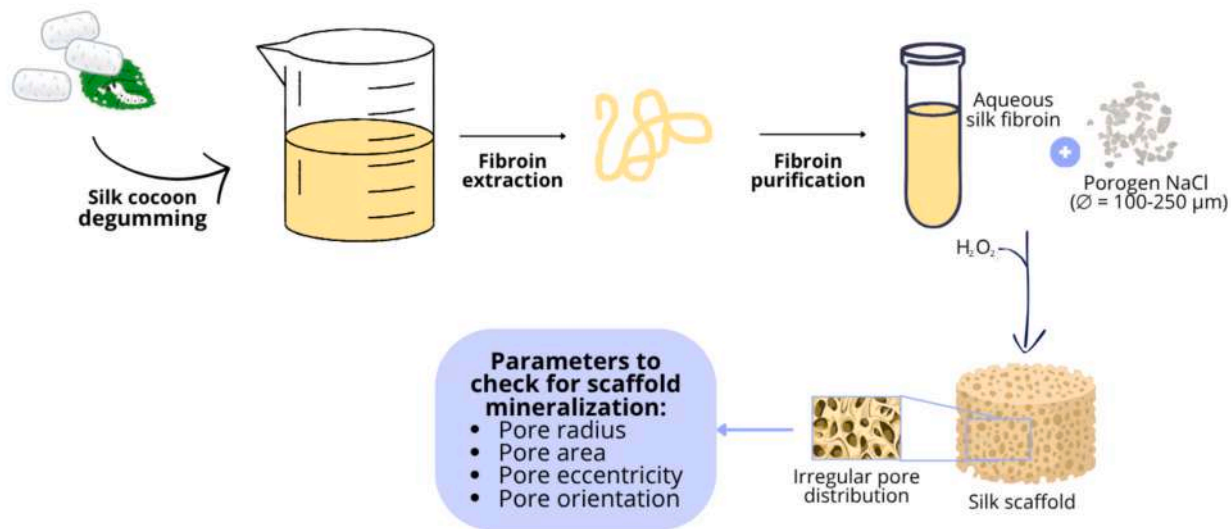 Silk cocoon
degumming
Fibroin
extraction
Fibroin
purification
Aqueous
silk fibroin
+
Porogen NaCl
(Ø = 100-250 µm)
H₂O₂
Parameters to
check for scaffold
mineralization:
• Pore radius
• Pore area
• Pore eccentricity
• Pore orientation
Irregular pore
distribution
Silk scaffold